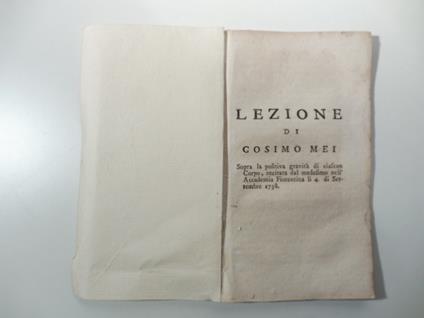 LEZIONE
DI
COSIMO MEI
Sopra la positiva gravità di ciascun
Corpo, recitata dal medesimo nell'
Accademia Fiorentina li 4. di Set-
tembre 1738.